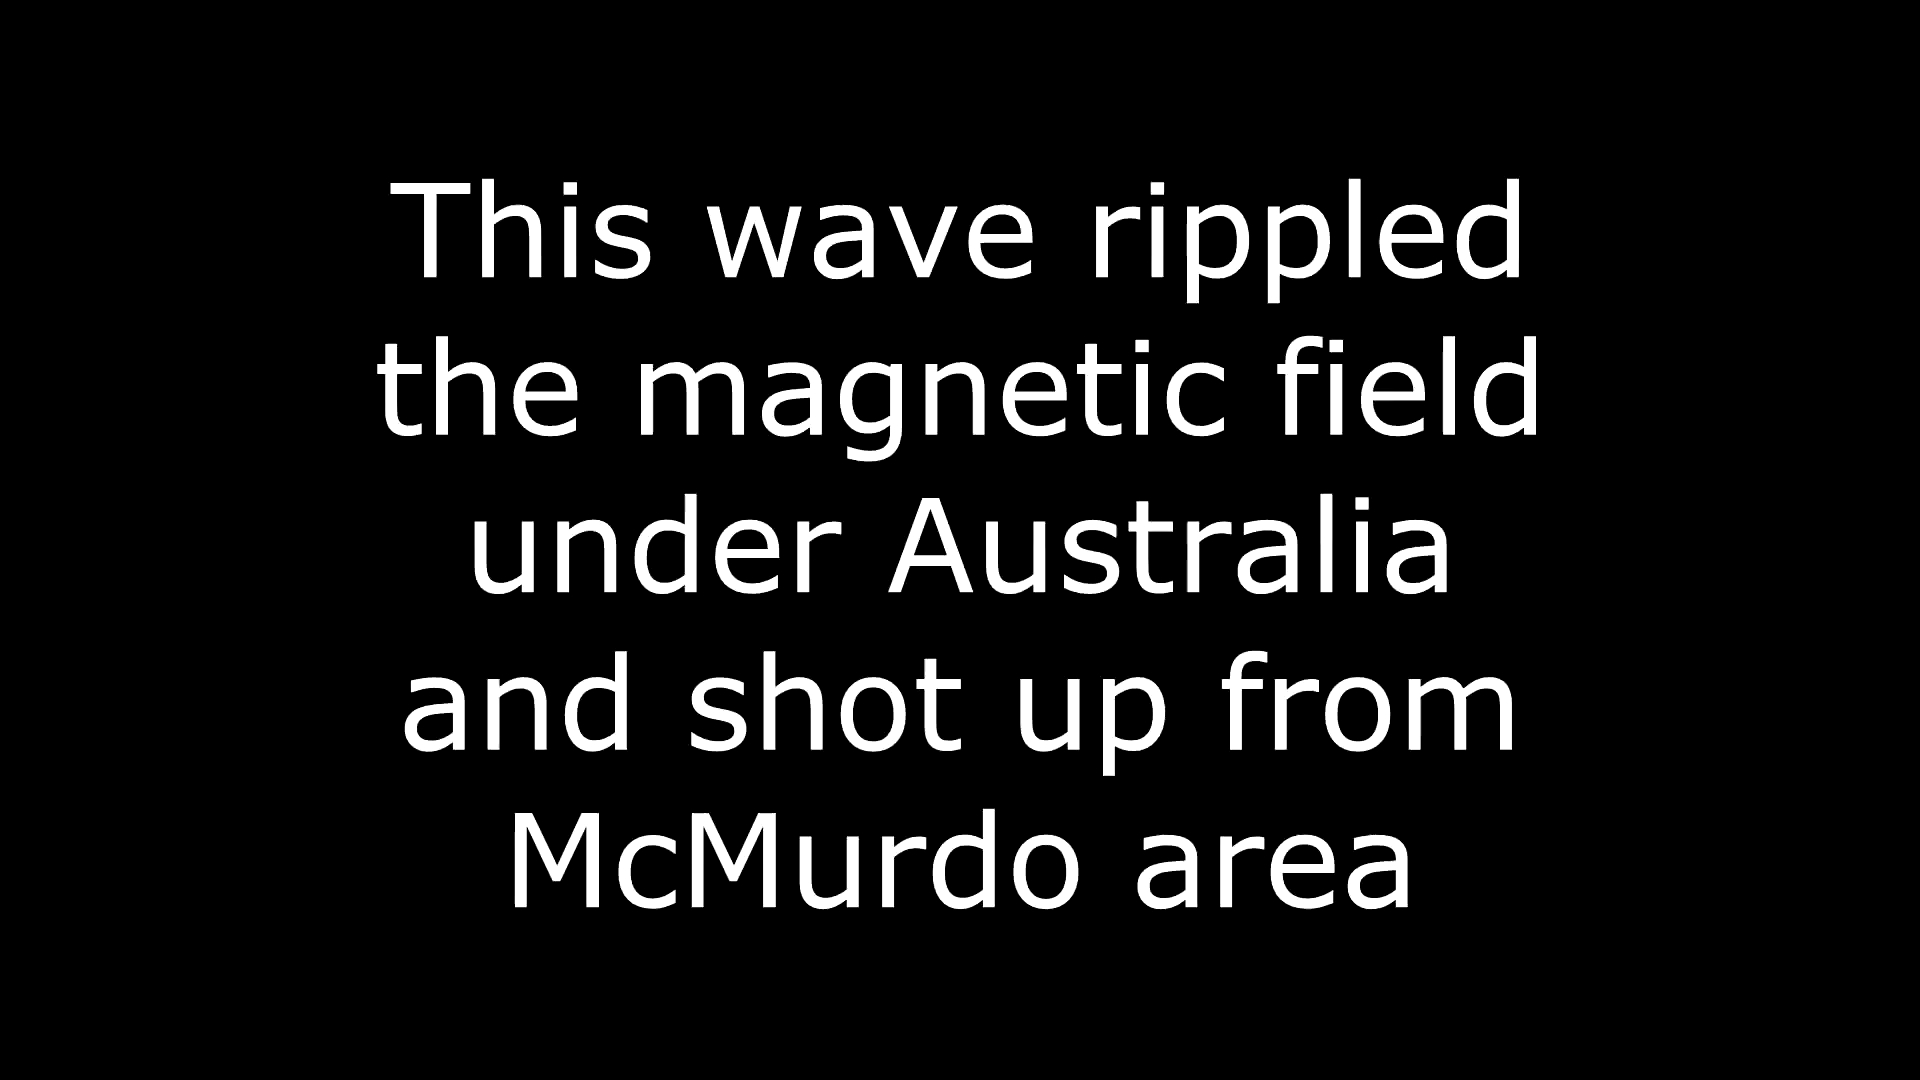 This wave rippled
the magnetic field
under Australia
and shot up from
McMurdo area